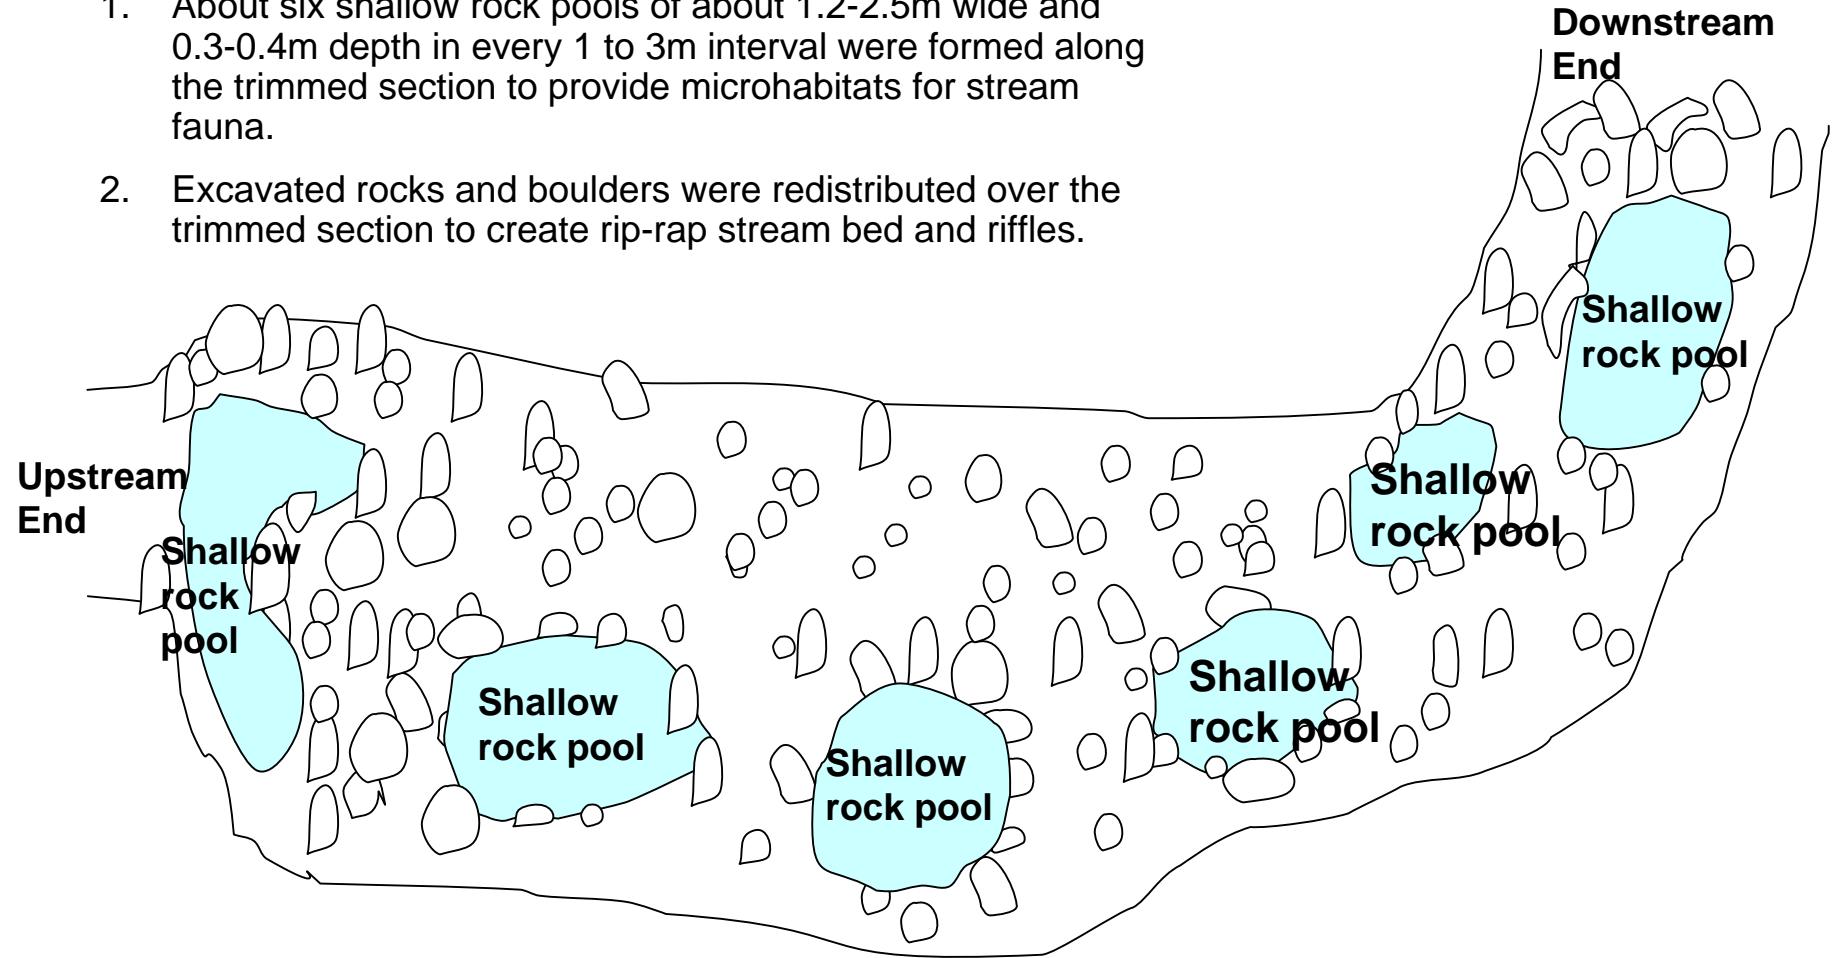 1. About six shallow rock pools of about 1.2-2.5m wide and
0.3-0.4m depth in every 1 to 3m interval were formed along
the trimmed section to provide microhabitats for stream
fauna.
2. Excavated rocks and boulders were redistributed over the
trimmed section to create rip-rap stream bed and riffles.
Downstream
End
Shallow
rock pool
Shallow
rock pool
Upstream
End
Shallow
rock
pool
Shallow
rock pool
Shallow
rock pool
Shallow
rock pool